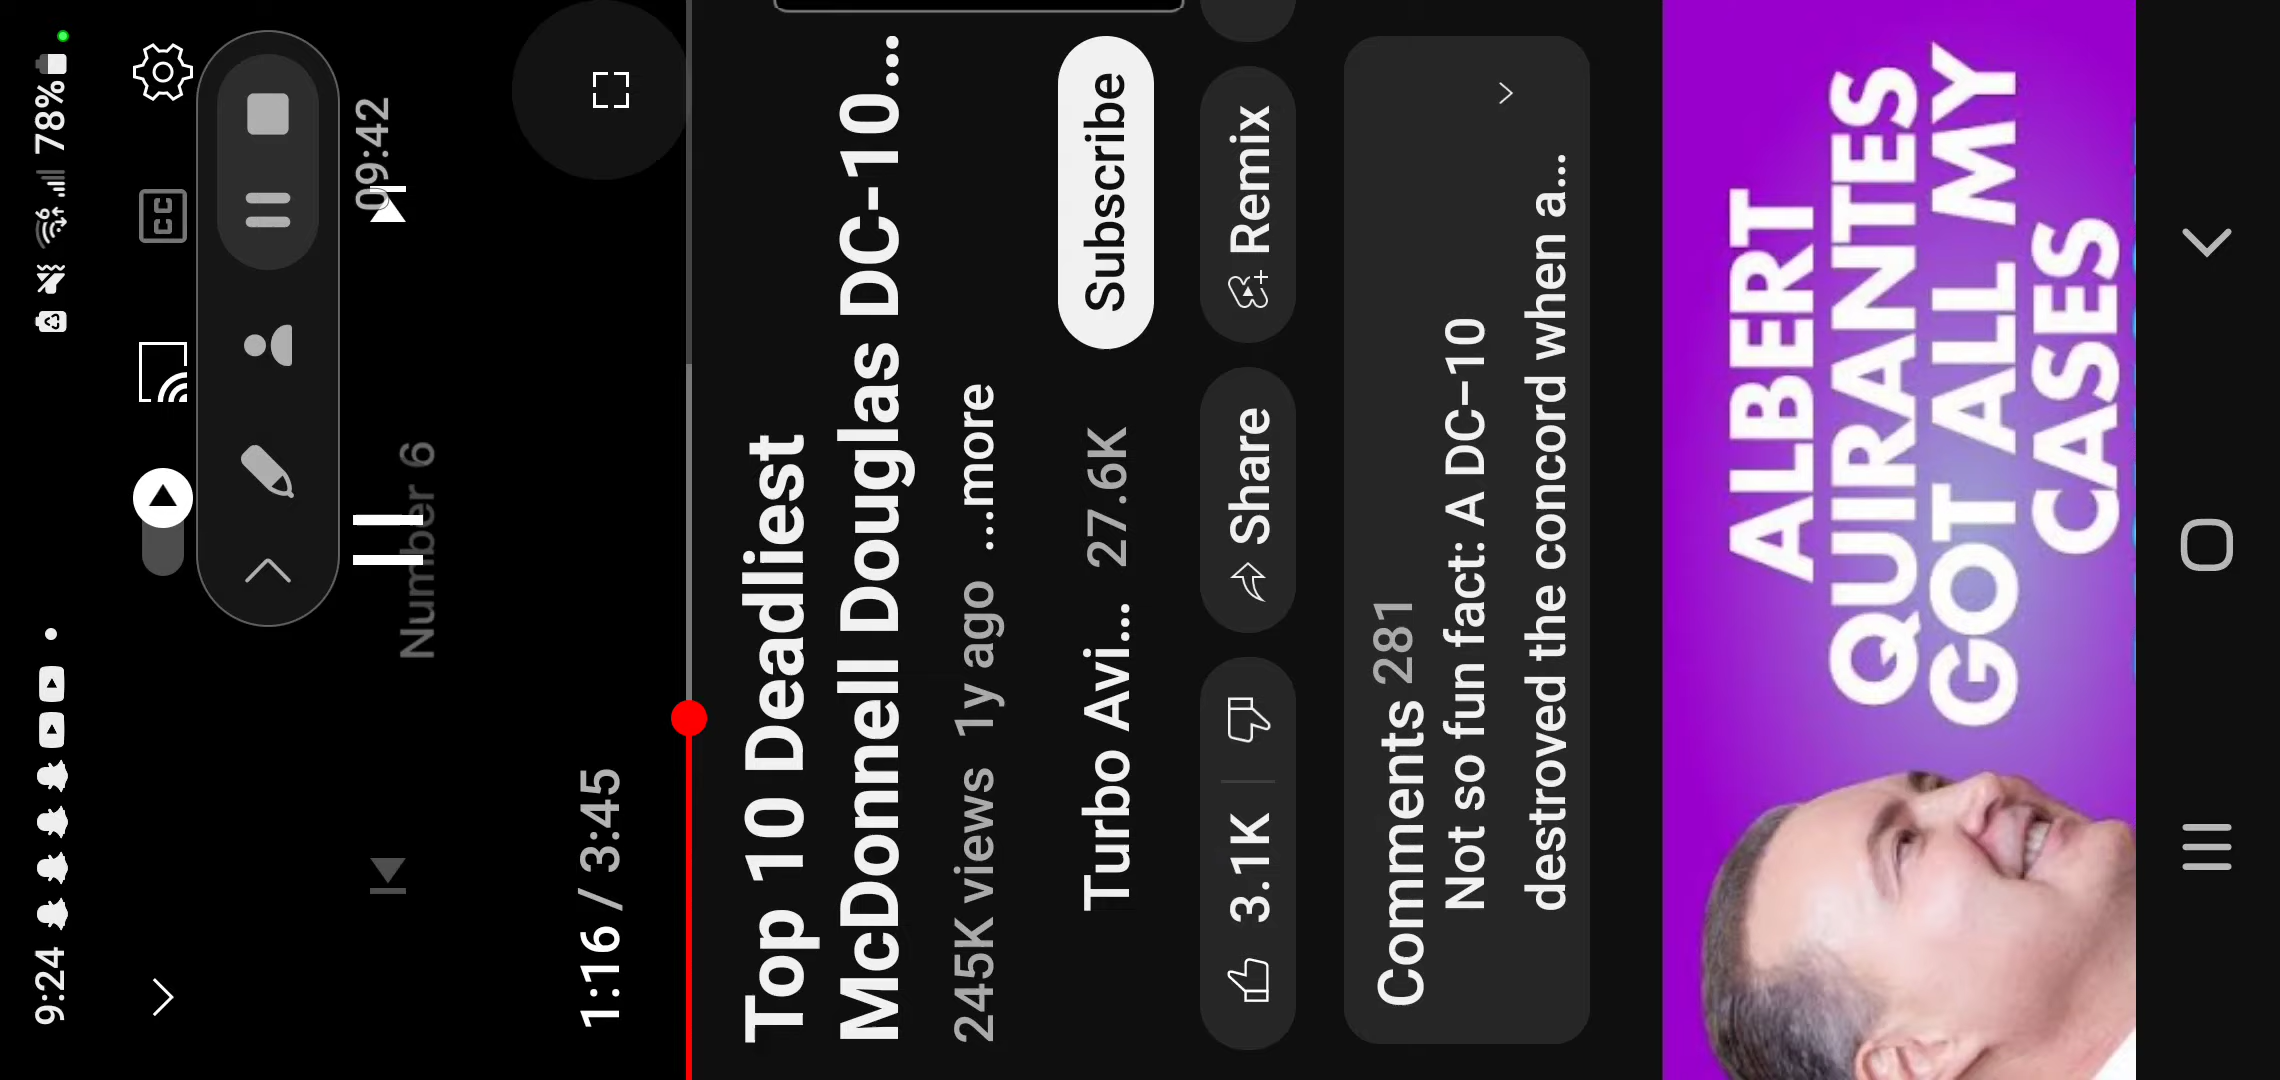 9:24
78%
CC
09:42
Number 6
1:16 / 3:45
Top 10 Deadliest
McDonnell Douglas DC-10...
245K views 1y ago ...more
Turbo Avi... 27.6K
Subscribe
3.1K
Share
Remix
Comments 281
Not so fun fact: A DC-10
destroyed the concord when a...
ALBERT
QUIRANTES
GOT ALL MY
CASES